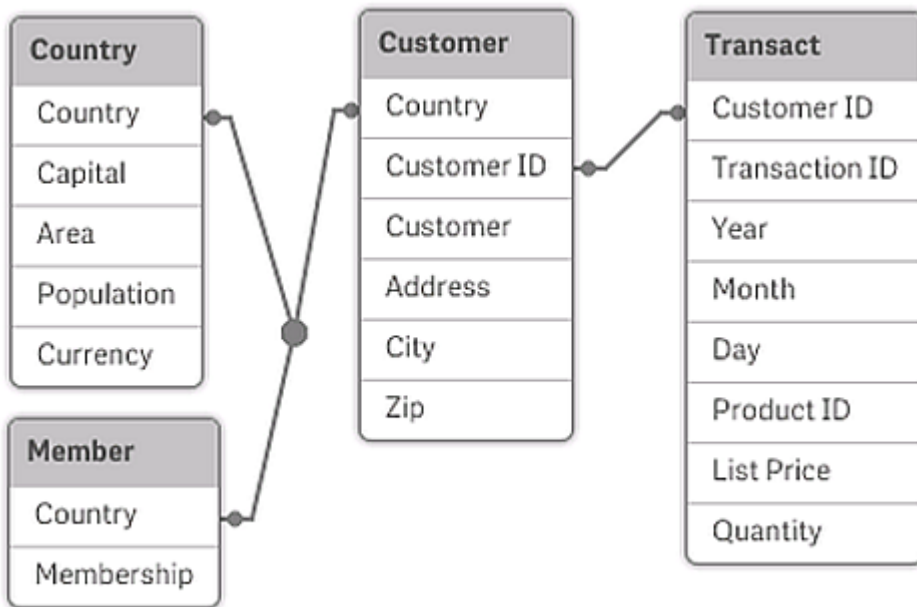 Country
Country
Capital
Area
Population
Currency
Member
Country
Membership
Customer
Country
Customer ID
Customer
Address
City
Zip
Transact
Customer ID
Transaction ID
Year
Month
Day
Product ID
List Price
Quantity